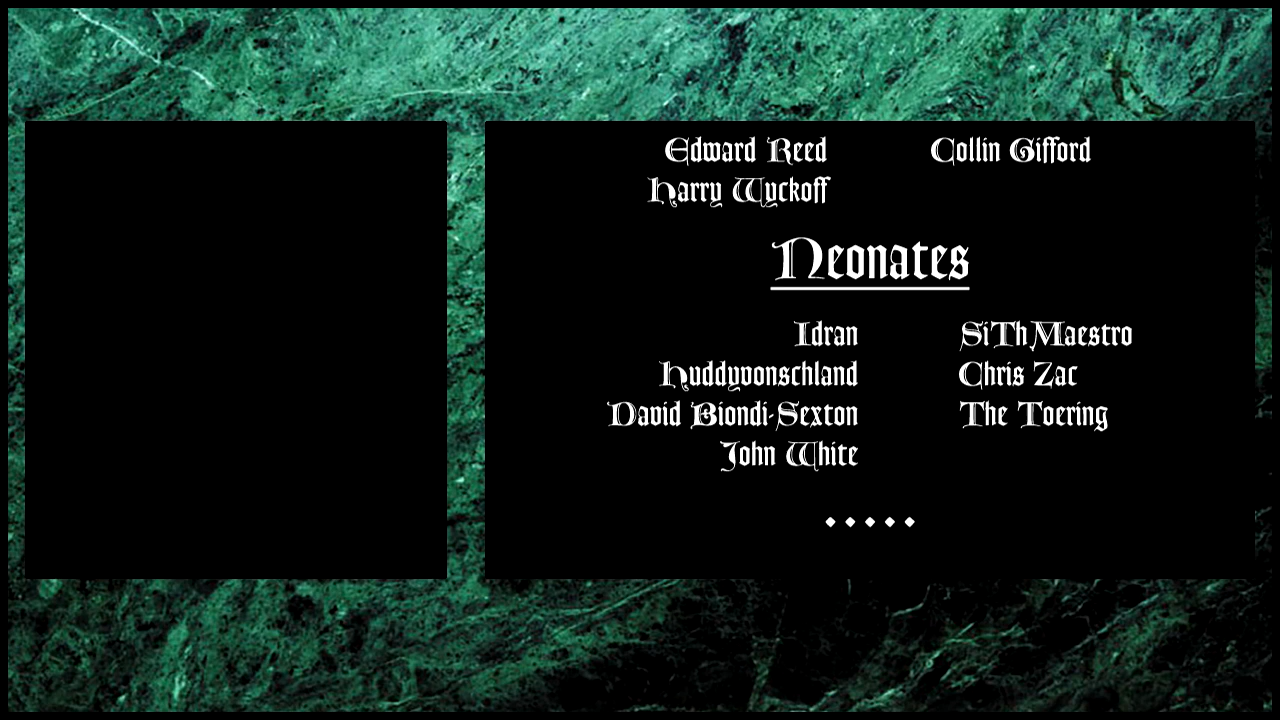 Edward Reed Collin Gifford
Harry Wyckoff
Neonates
Idran SiThMaestro
Huddyvonschland Chris Zac
David Biondi-Sexton The Toering
John White